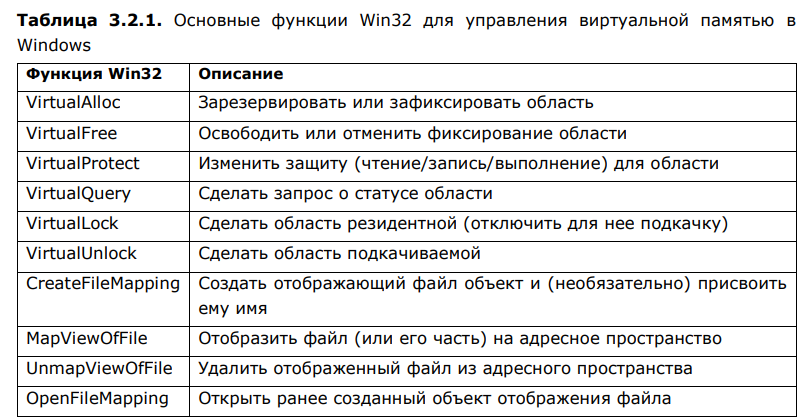 Таблица 3.2.1. Основные функции Win32 для управления виртуальной памятью в
Windows
Функция Win32 Описание
VirtualAlloc Зарезервировать или зафиксировать область
VirtualFree Освободить или отменить фиксирование области
VirtualProtect Изменить защиту (чтение/запись/выполнение) для области
VirtualQuery Сделать запрос о статусе области
VirtualLock Сделать область резидентной (отключить для нее подкачку)
VirtualUnlock Сделать область подкачиваемой
CreateFileMapping Создать отображающий файл объект и (необязательно) присвоить
ему имя
MapViewOfFile Отобразить файл (или его часть) на адресное пространство
UnmapViewOfFile Удалить отображенный файл из адресного пространства
OpenFileMapping Открыть ранее созданный объект отображения файла